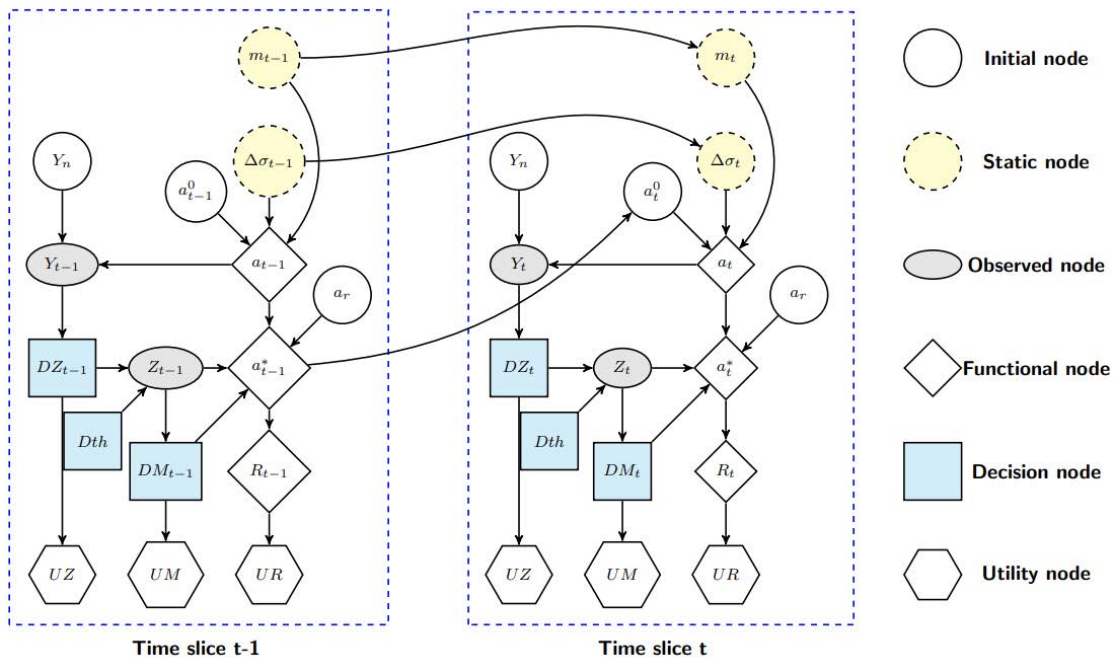 m_{t-1}
m_t
Initial node
Y_n
Δσ_{t-1}
Y_n
Δσ_t
Static node
a^0_{t-1}
a^0_t
Y_{t-1}
a_{t-1}
Y_t
a_t
Observed node
a_r
a_r
DZ_{t-1}
Z_{t-1}
a^*_{t-1}
DZ_t
Z_t
a^*_t
Functional node
Dth
DM_{t-1}
R_{t-1}
Dth
DM_t
R_t
Decision node
UZ
UM
UR
UZ
UM
UR
Utility node
Time slice t-1
Time slice t